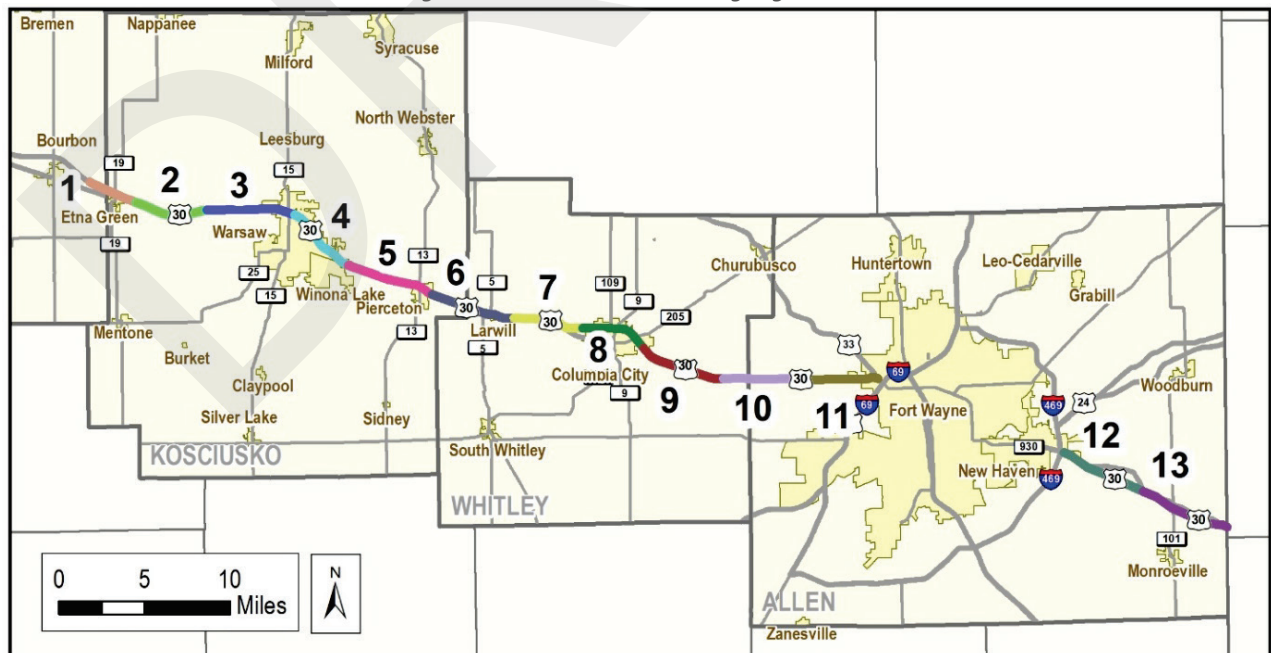 Bremen
Nappanee
Syracuse
Milford
North Webster
Bourbon
Leesburg
19
15
1
2
3
30
Etna Green
Warsaw
30
4
19
25
15
Winona Lake
5
13
Pierceton
13
6
30
5
Larwill
5
7
30
109
9
205
8
Columbia City
9
9
30
10
30
Churubusco
Huntertown
Leo-Cedarville
Grabill
33
69
69
11
Fort Wayne
469
24
Woodburn
930
12
New Haven
469
30
13
30
101
Monroeville
Mentone
Burket
Claypool
Silver Lake
Sidney
South Whitley
KOSCIUSKO
WHITLEY
ALLEN
Zanesville
0 5 10
Miles
N